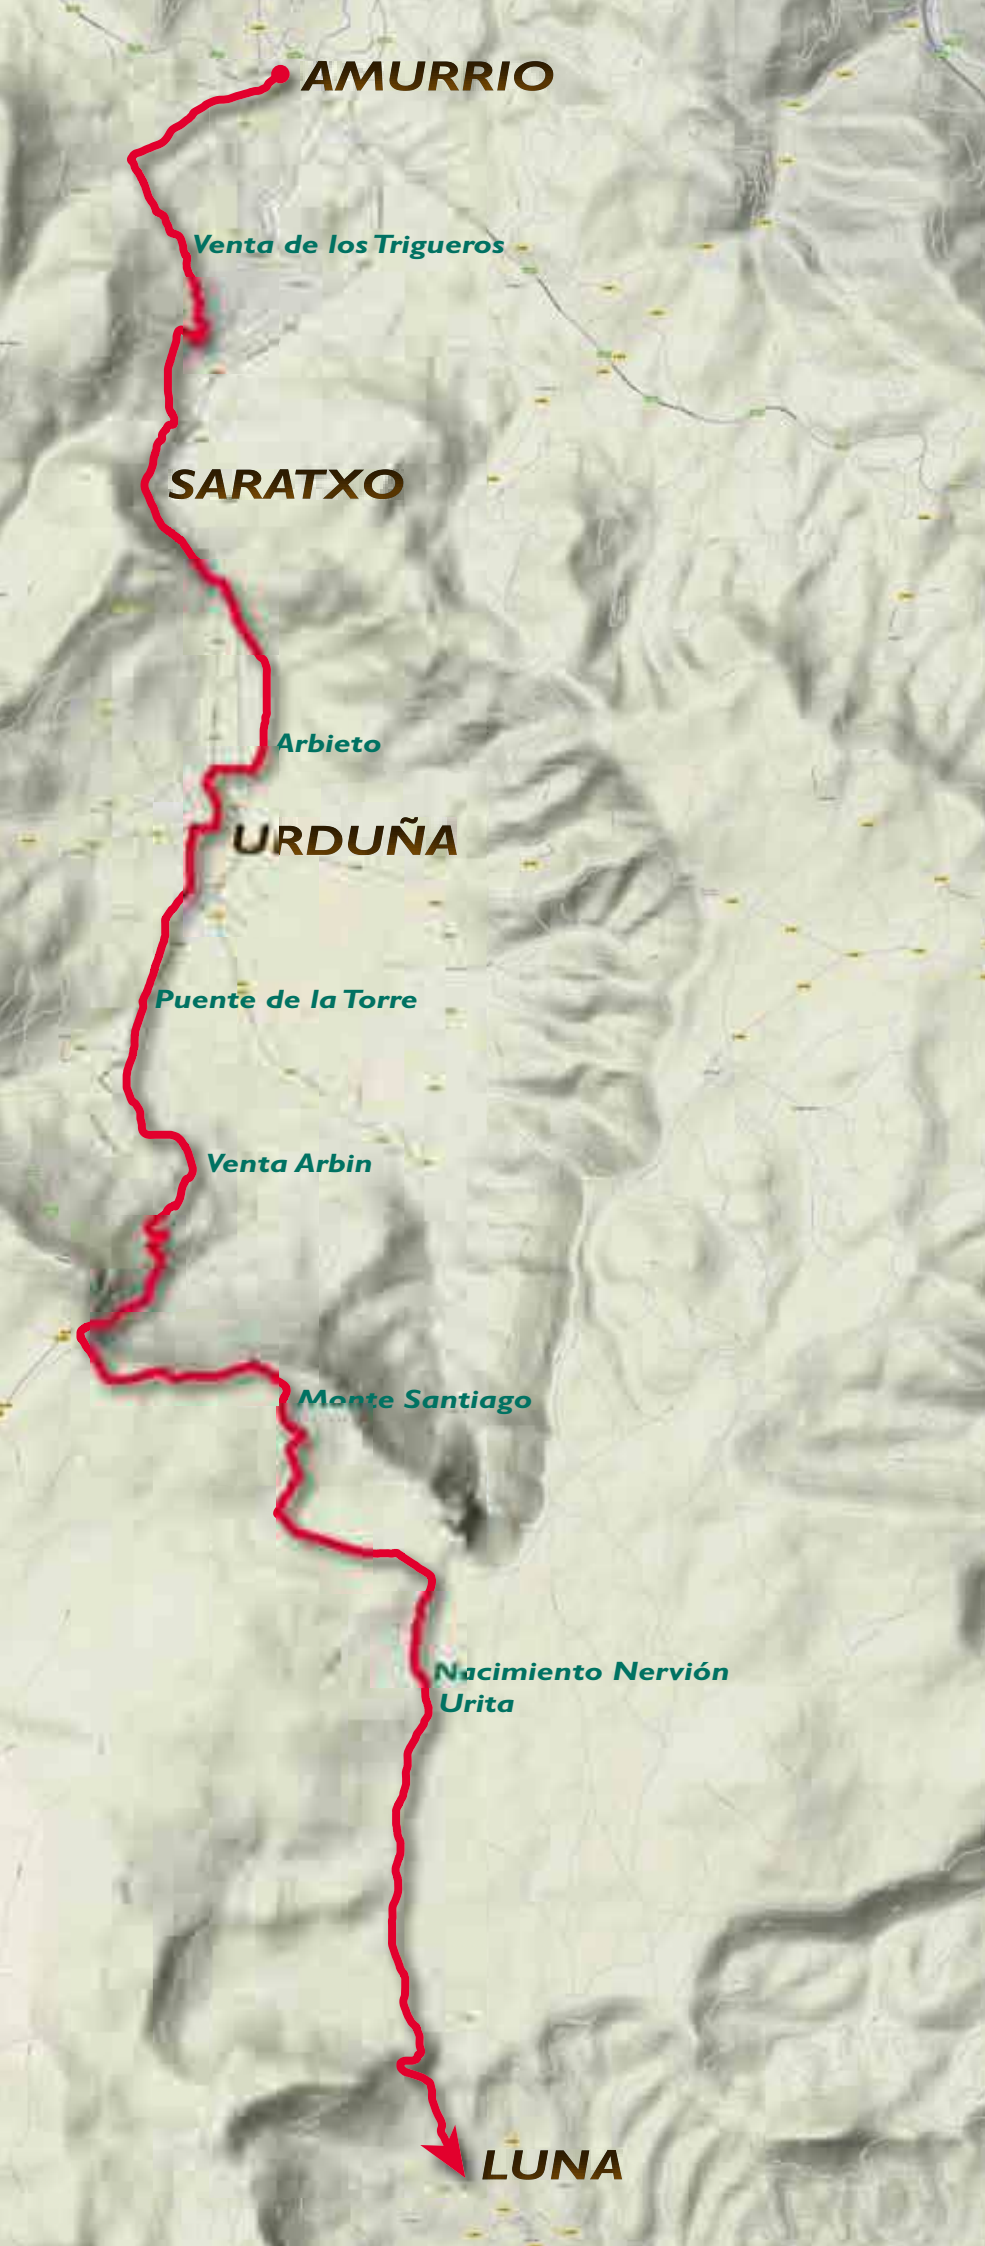 AMURRIO
Venta de los Trigueros
SARATXO
Arbieto
URDUÑA
Puente de la Torre
Venta Arbin
Monte Santiago
Nacimiento Nervión
Urita
LUNA